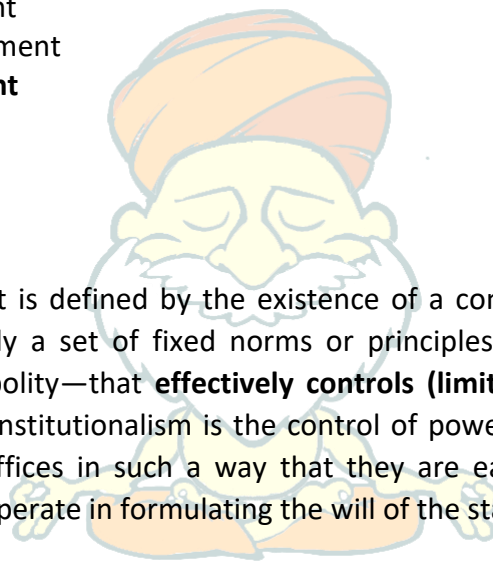 nt
ment
nt
t is defined by the existence of a con
ly a set of fixed norms or principles
polity—that effectively controls (limit
nstitutionalism is the control of powe
ffices in such a way that they are ea
perate in formulating the will of the sta